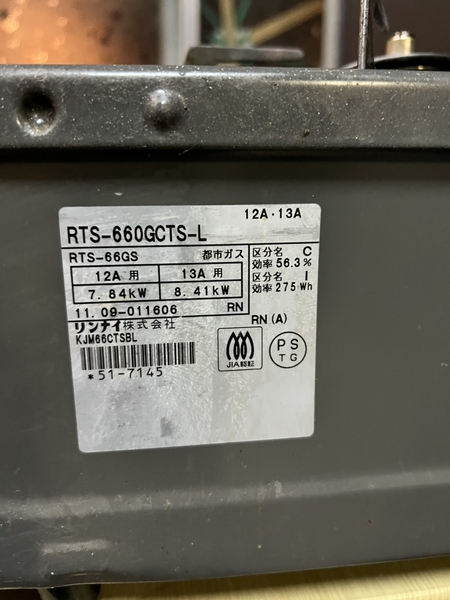 12A・13A
RTS-660GCTS-L
RTS-66GS 都市ガス
12A 用 13A 用
7.84kW 8.41kW
11.09-011606 RN
区分名 C
効率 56.3%
区分名 I
効率 275Wh
リンナイ株式会社
KJM66CTSBL
RN(A)
*51-7145
JIA認証
PS
TG